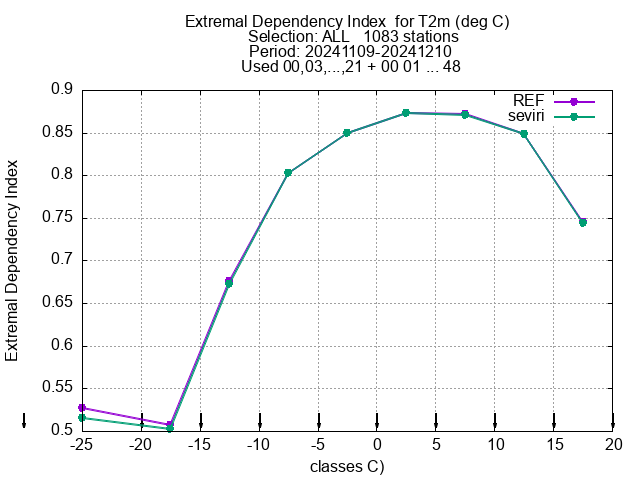 Extremal Dependency Index  for T2m (deg C)
Selection: ALL   1083 stations
Period: 20241109-20241210
Used 00,03,...,21 + 00 01 ... 48
REF
seviri
0.9
0.85
0.8
0.75
0.7
0.65
0.6
0.55
0.5
Extremal Dependency Index
-25 -20 -15 -10 -5 0 5 10 15 20
classes C)